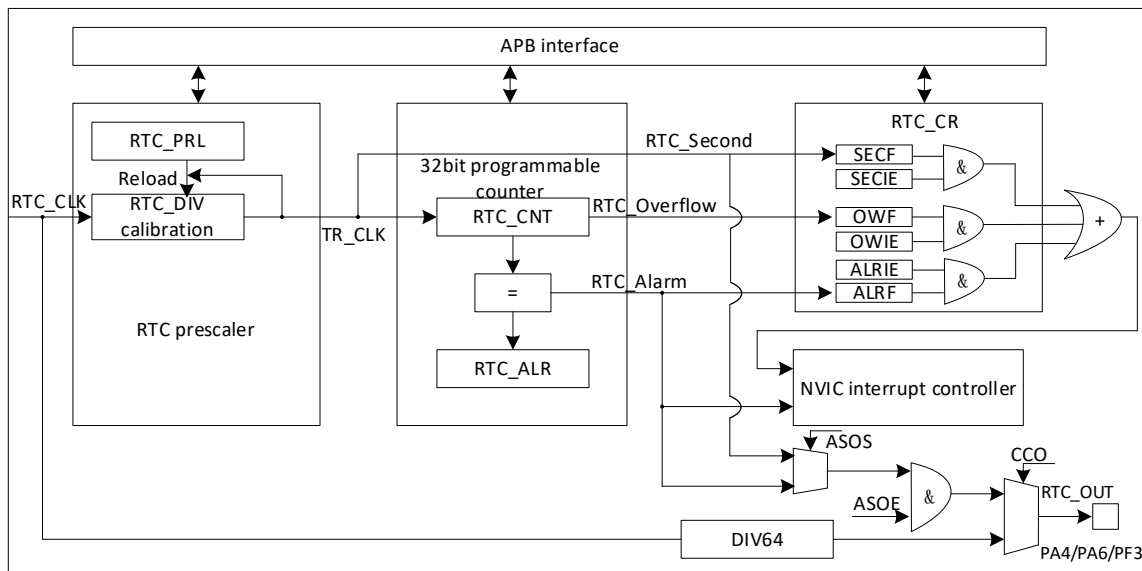 APB interface
RTC_PRL
Reload
RTC_CLK
RTC_DIV
calibration
TR_CLK
RTC prescaler
32bit programmable
counter
RTC_CNT
=
RTC_ALR
RTC_Second
RTC_Overflow
RTC_Alarm
RTC_CR
SECF
SECIE
&
OWF
OWIE
&
ALRIE
ALRF
&
+
NVIC interrupt controller
ASOS
ASOE
&
CCO
RTC_OUT
DIV64
PA4/PA6/PF3